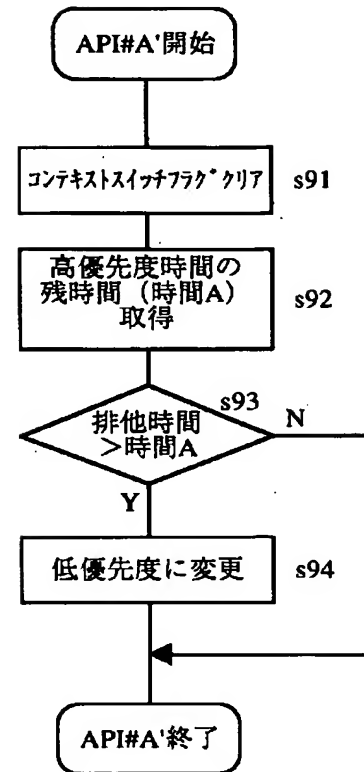 API#A'開始
コンテキストスイッチフラグクリア
s91
高優先度時間の
残時間（時間A）
取得
s92
s93
排他時間
＞時間A
N
Y
低優先度に変更
s94
API#A'終了